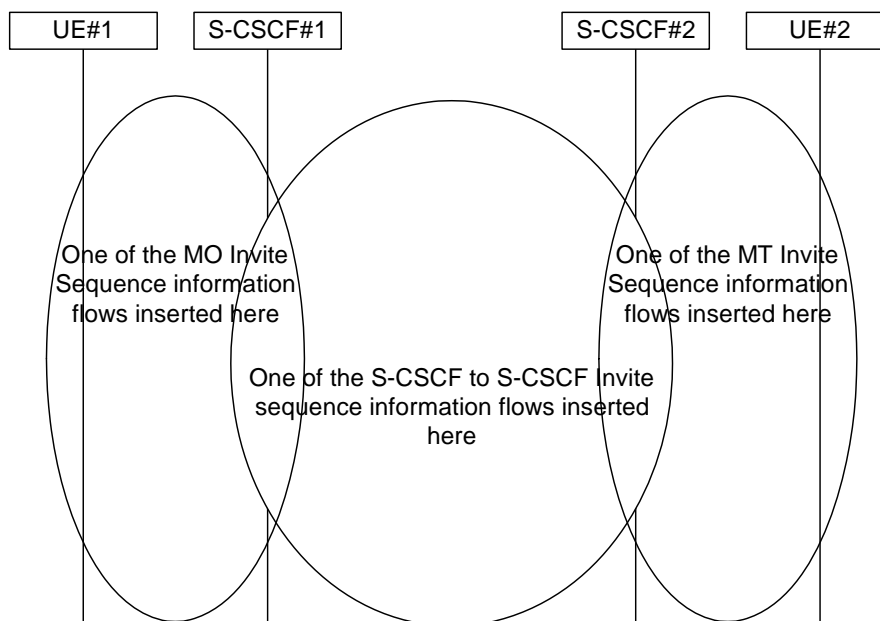 UE#1
S-CSCF#1
S-CSCF#2
UE#2
One of the MO Invite
Sequence information
flows inserted here
One of the MT Invite
Sequence information
flows inserted here
One of the S-CSCF to S-CSCF Invite
sequence information flows inserted
here